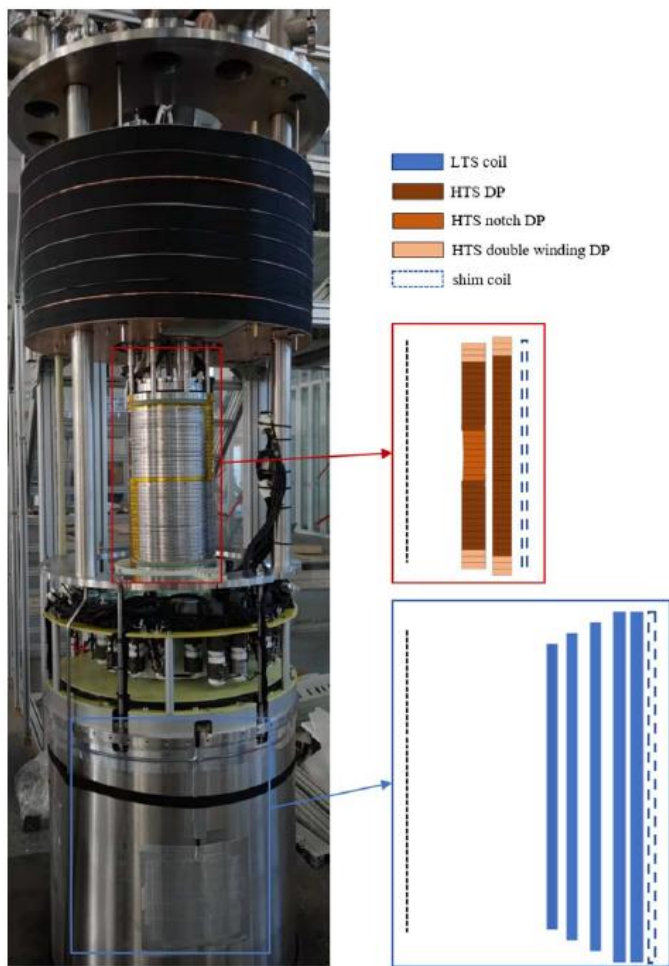 LTS coil
HTS DP
HTS notch DP
HTS double winding DP
shim coil